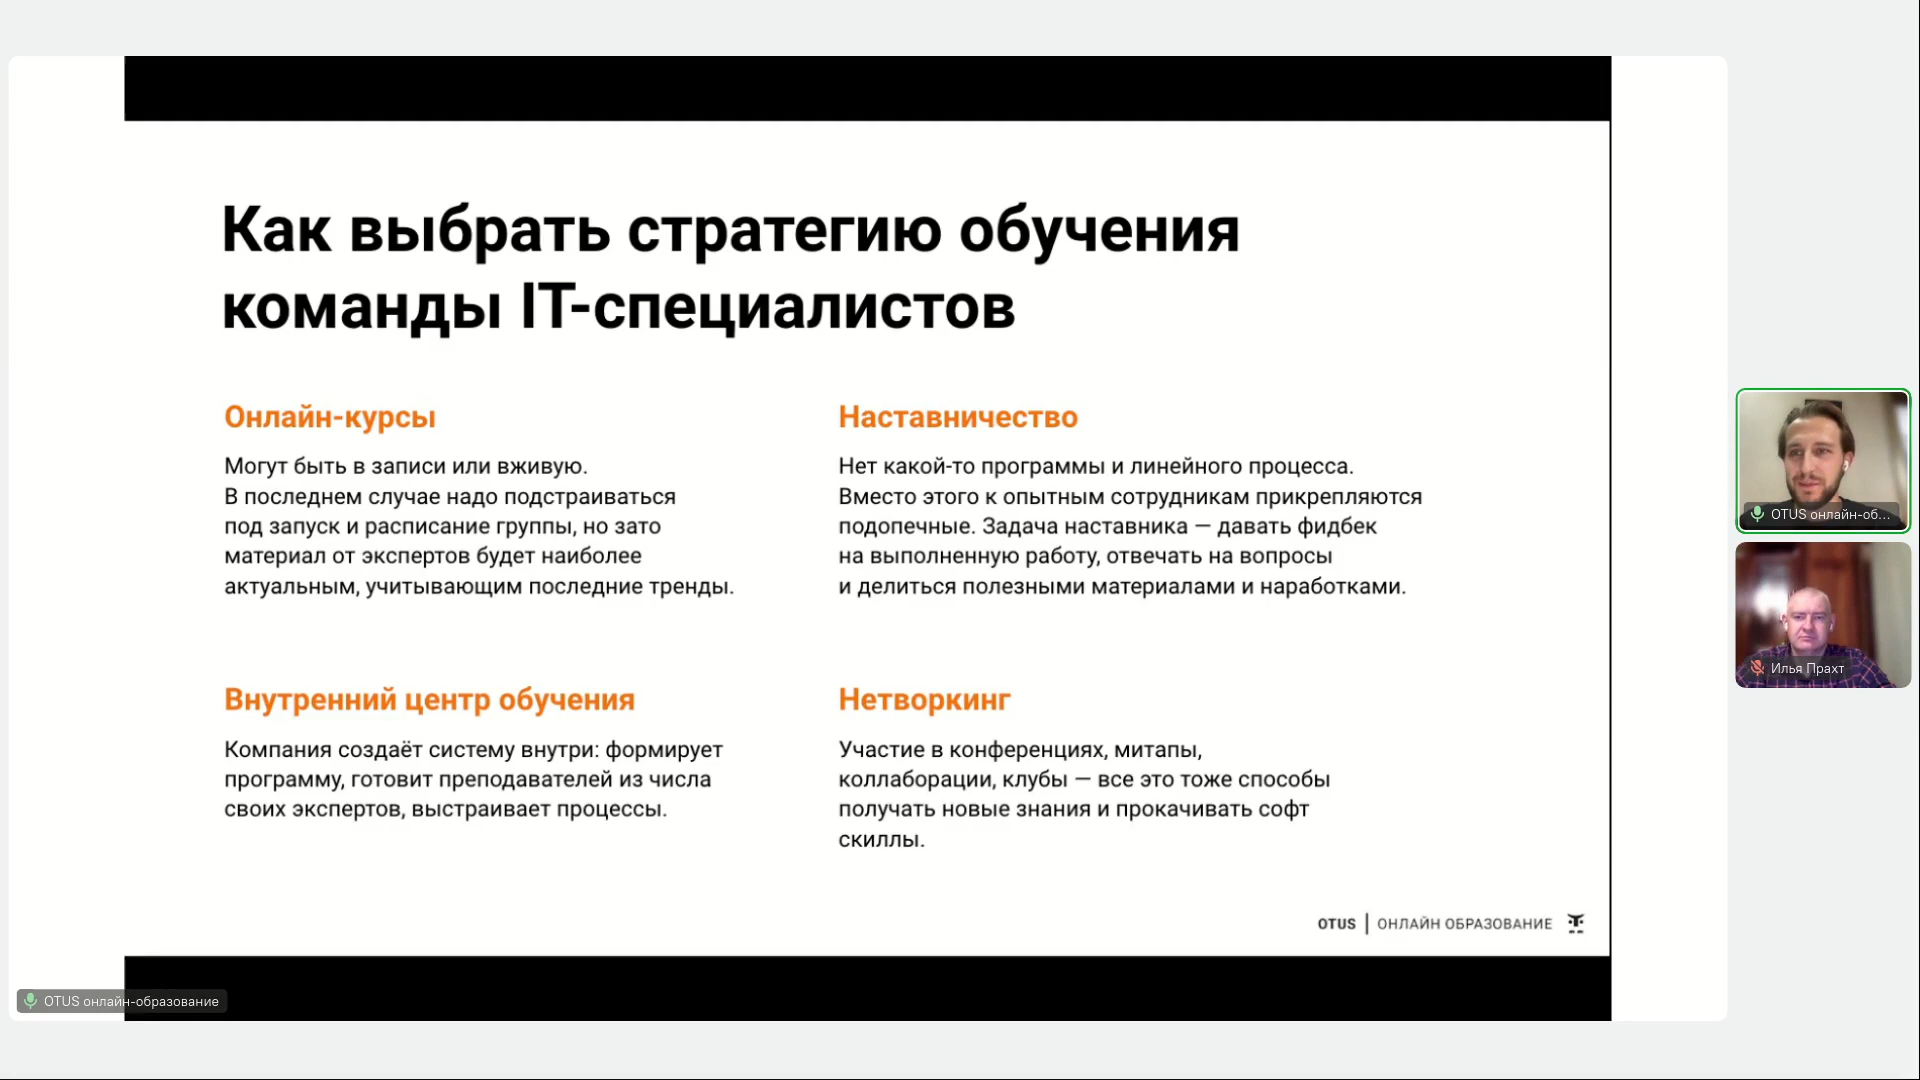 Как выбрать стратегию обучения
команды IT-специалистов
Онлайн-курсы
Могут быть в записи или вживую.
В последнем случае надо подстраиваться
под запуск и расписание группы, но зато
материал от экспертов будет наиболее
актуальным, учитывающим последние тренды.
Наставничество
Нет какой-то программы и линейного процесса.
Вместо этого к опытным сотрудникам прикрепляются
подопечные. Задача наставника — давать фидбек
на выполненную работу, отвечать на вопросы
и делиться полезными материалами и наработками.
Внутренний центр обучения
Компания создаёт систему внутри: формирует
программу, готовит преподавателей из числа
своих экспертов, выстраивает процессы.
Нетворкинг
Участие в конференциях, митапы,
коллаборации, клубы — все это тоже способы
получать новые знания и прокачивать софт
скиллы.
OTUS | ОНЛАЙН ОБРАЗОВАНИЕ
OTUS онлайн-образование
OTUS онлайн-об...
Илья Прахт